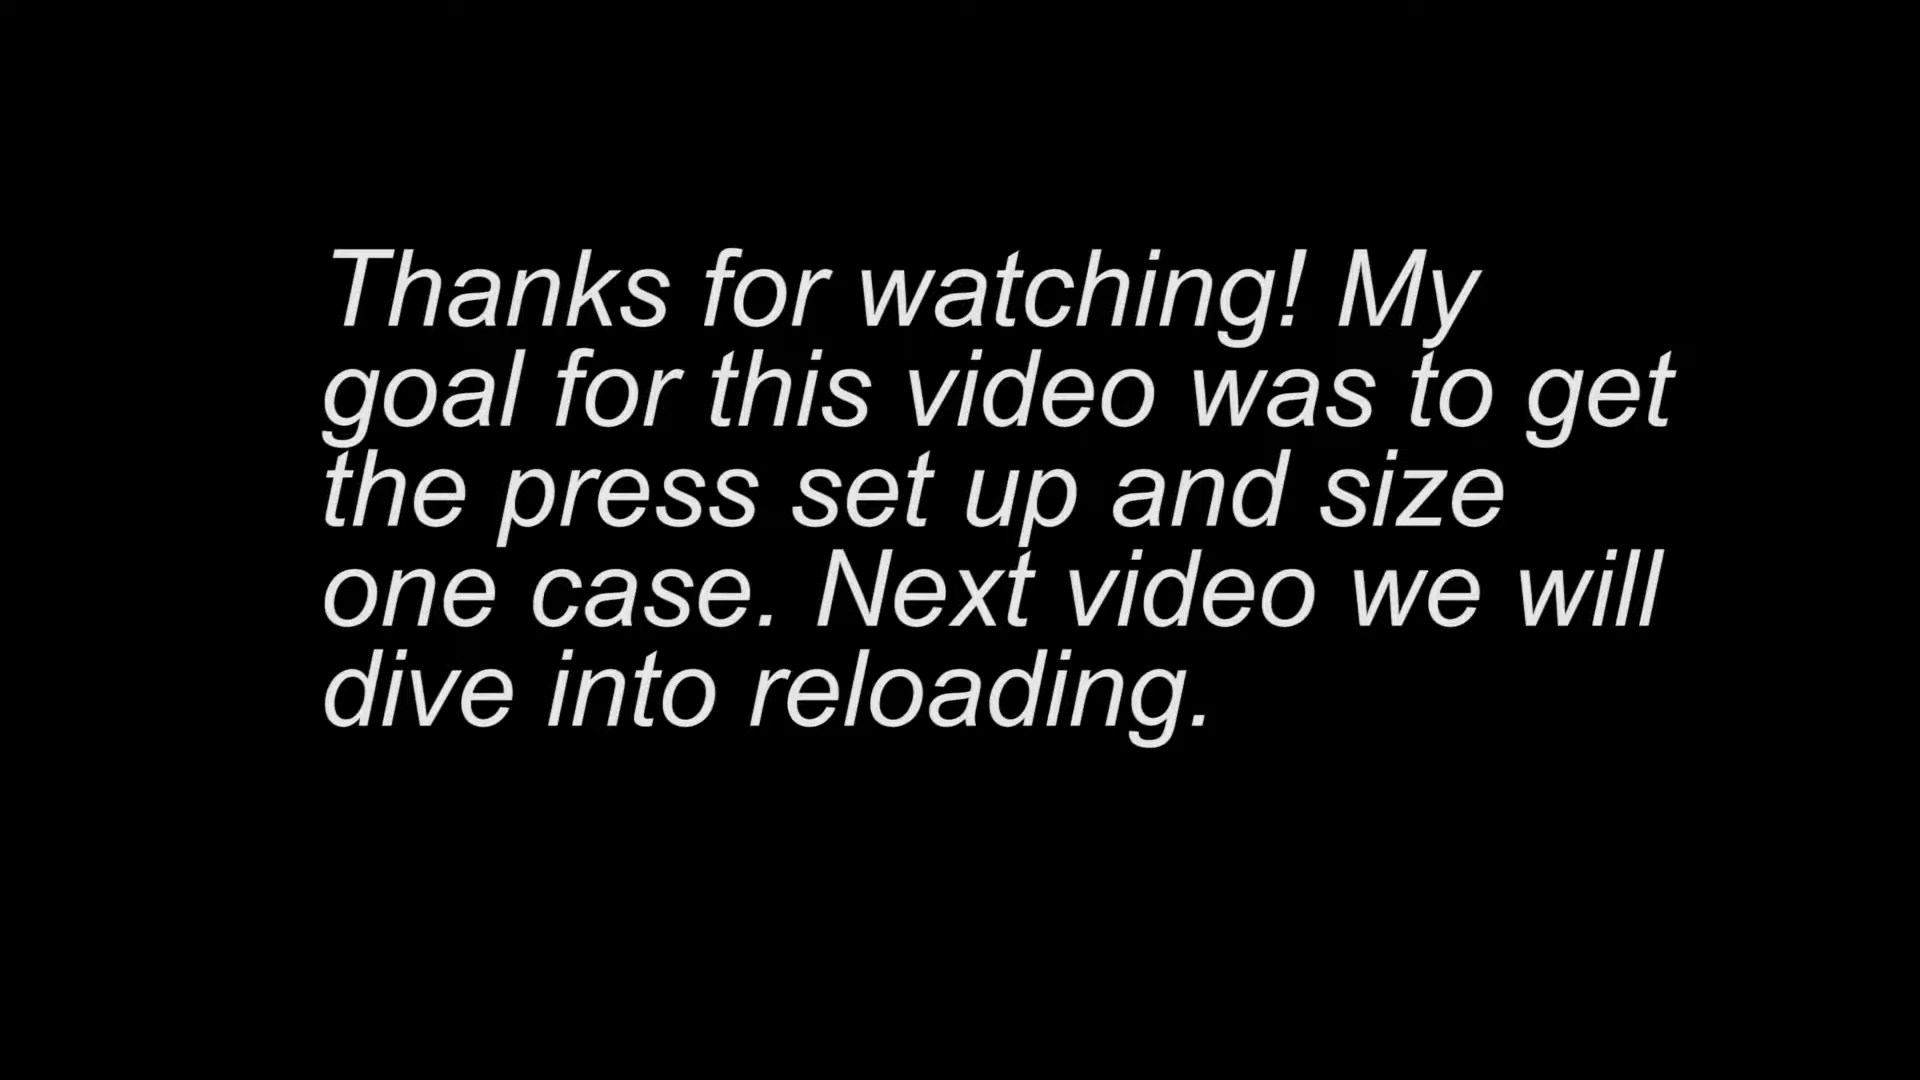 Thanks for watching! My
goal for this video was to get
the press set up and size
one case. Next video we will
dive into reloading.